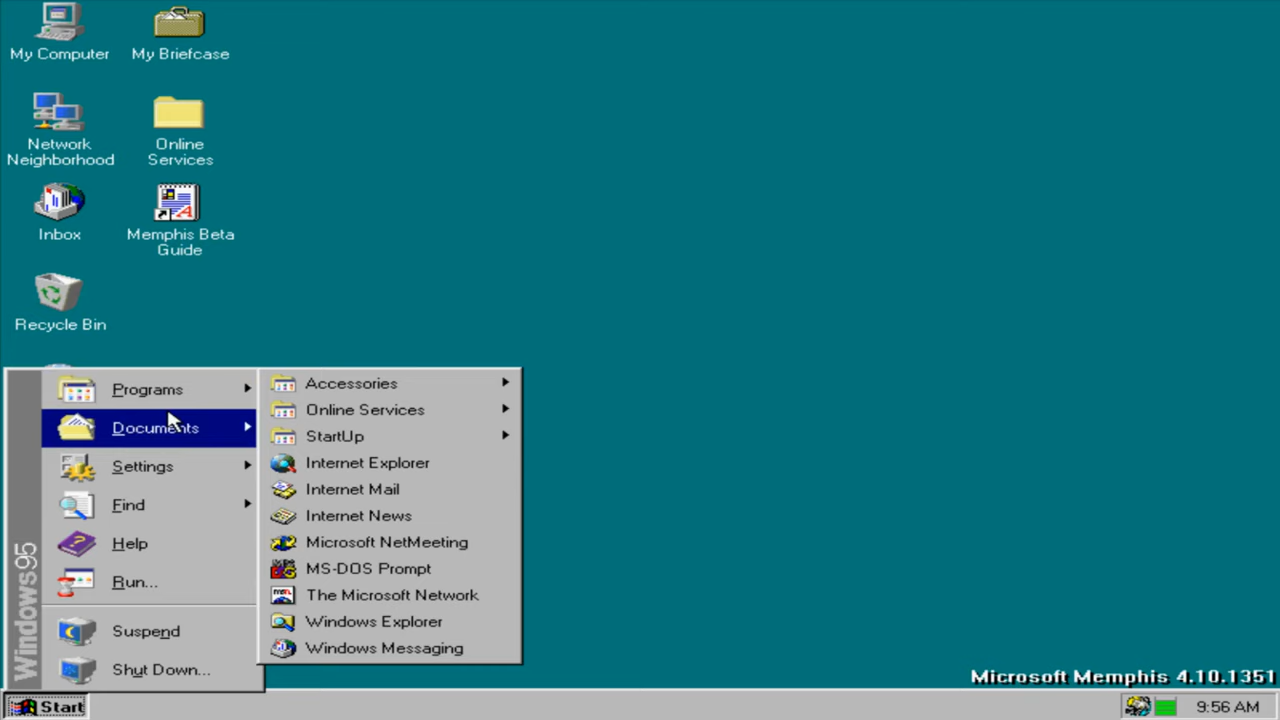 My Computer
My Briefcase
Network
Neighborhood
Online
Services
Inbox
Memphis Beta
Guide
Recycle Bin
Programs
Documents
Settings
Find
Help
Run...
Suspend
Shut Down...
Windows95
Accessories
Online Services
StartUp
Internet Explorer
Internet Mail
Internet News
Microsoft NetMeeting
MS-DOS Prompt
The Microsoft Network
Windows Explorer
Windows Messaging
Microsoft Memphis 4.10.1351
Start
9:56 AM